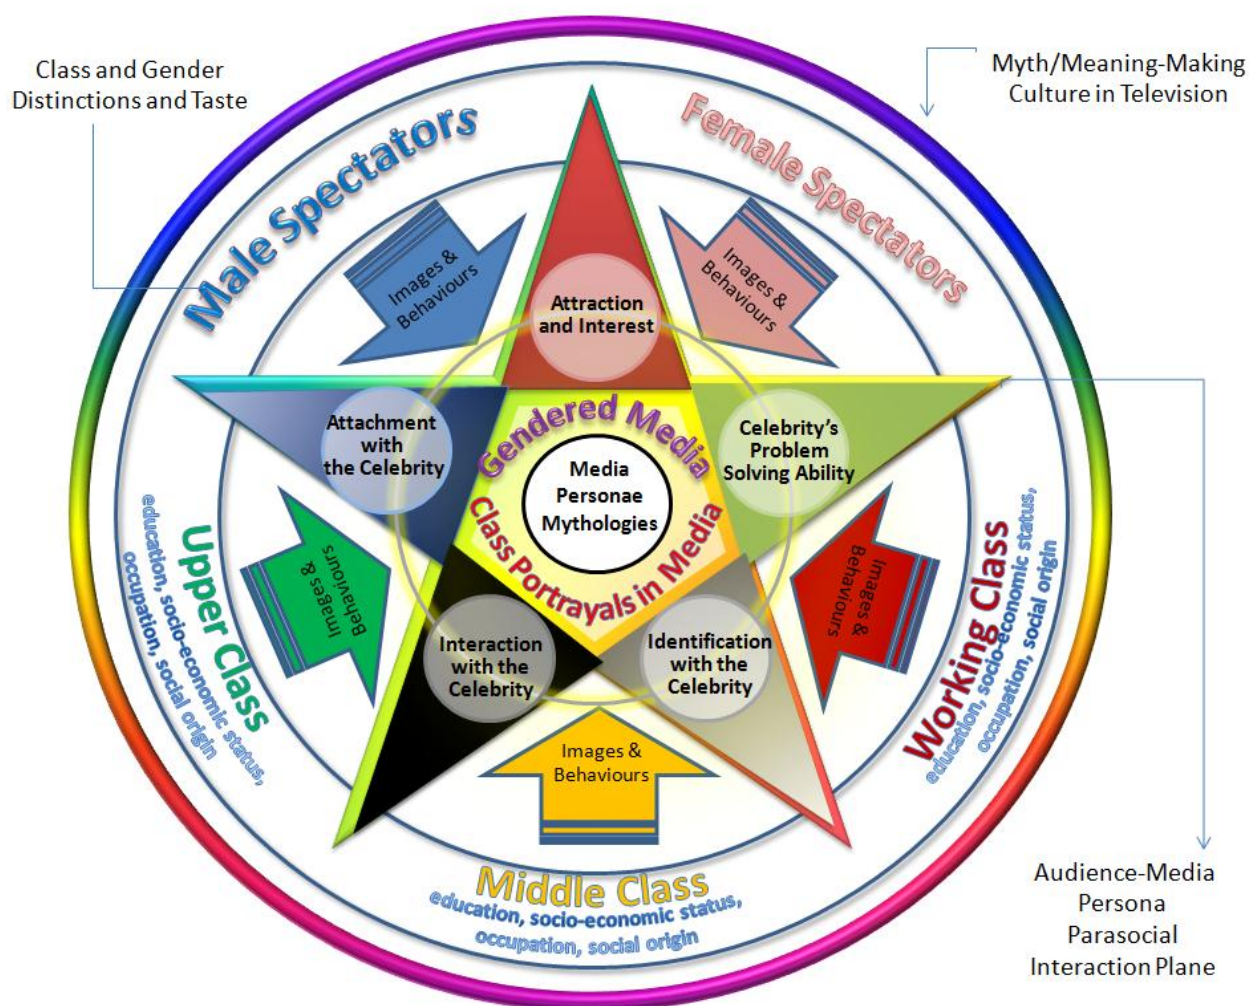 Class and Gender
Distinctions and Taste
Myth/Meaning-Making
Culture in Television
Male Spectators
Female Spectators
Images &
Behaviours
Images &
Behaviours
Attraction
and Interest
Attachment
with
the Celebrity
Celebrity's
Problem
Solving Ability
Gendered Media
Media
Personae
Mythologies
Class Portrayals in Media
Upper Class
education, socio-economic status,
occupation, social origin
Images &
Behaviours
Images &
Behaviours
Working Class
education, socio-economic status,
occupation, social origin
Interaction
with the
Celebrity
Identification
with the
Celebrity
Images &
Behaviours
Middle Class
education, socio-economic status,
occupation, social origin
Audience-Media
Persona
Parasocial
Interaction Plane